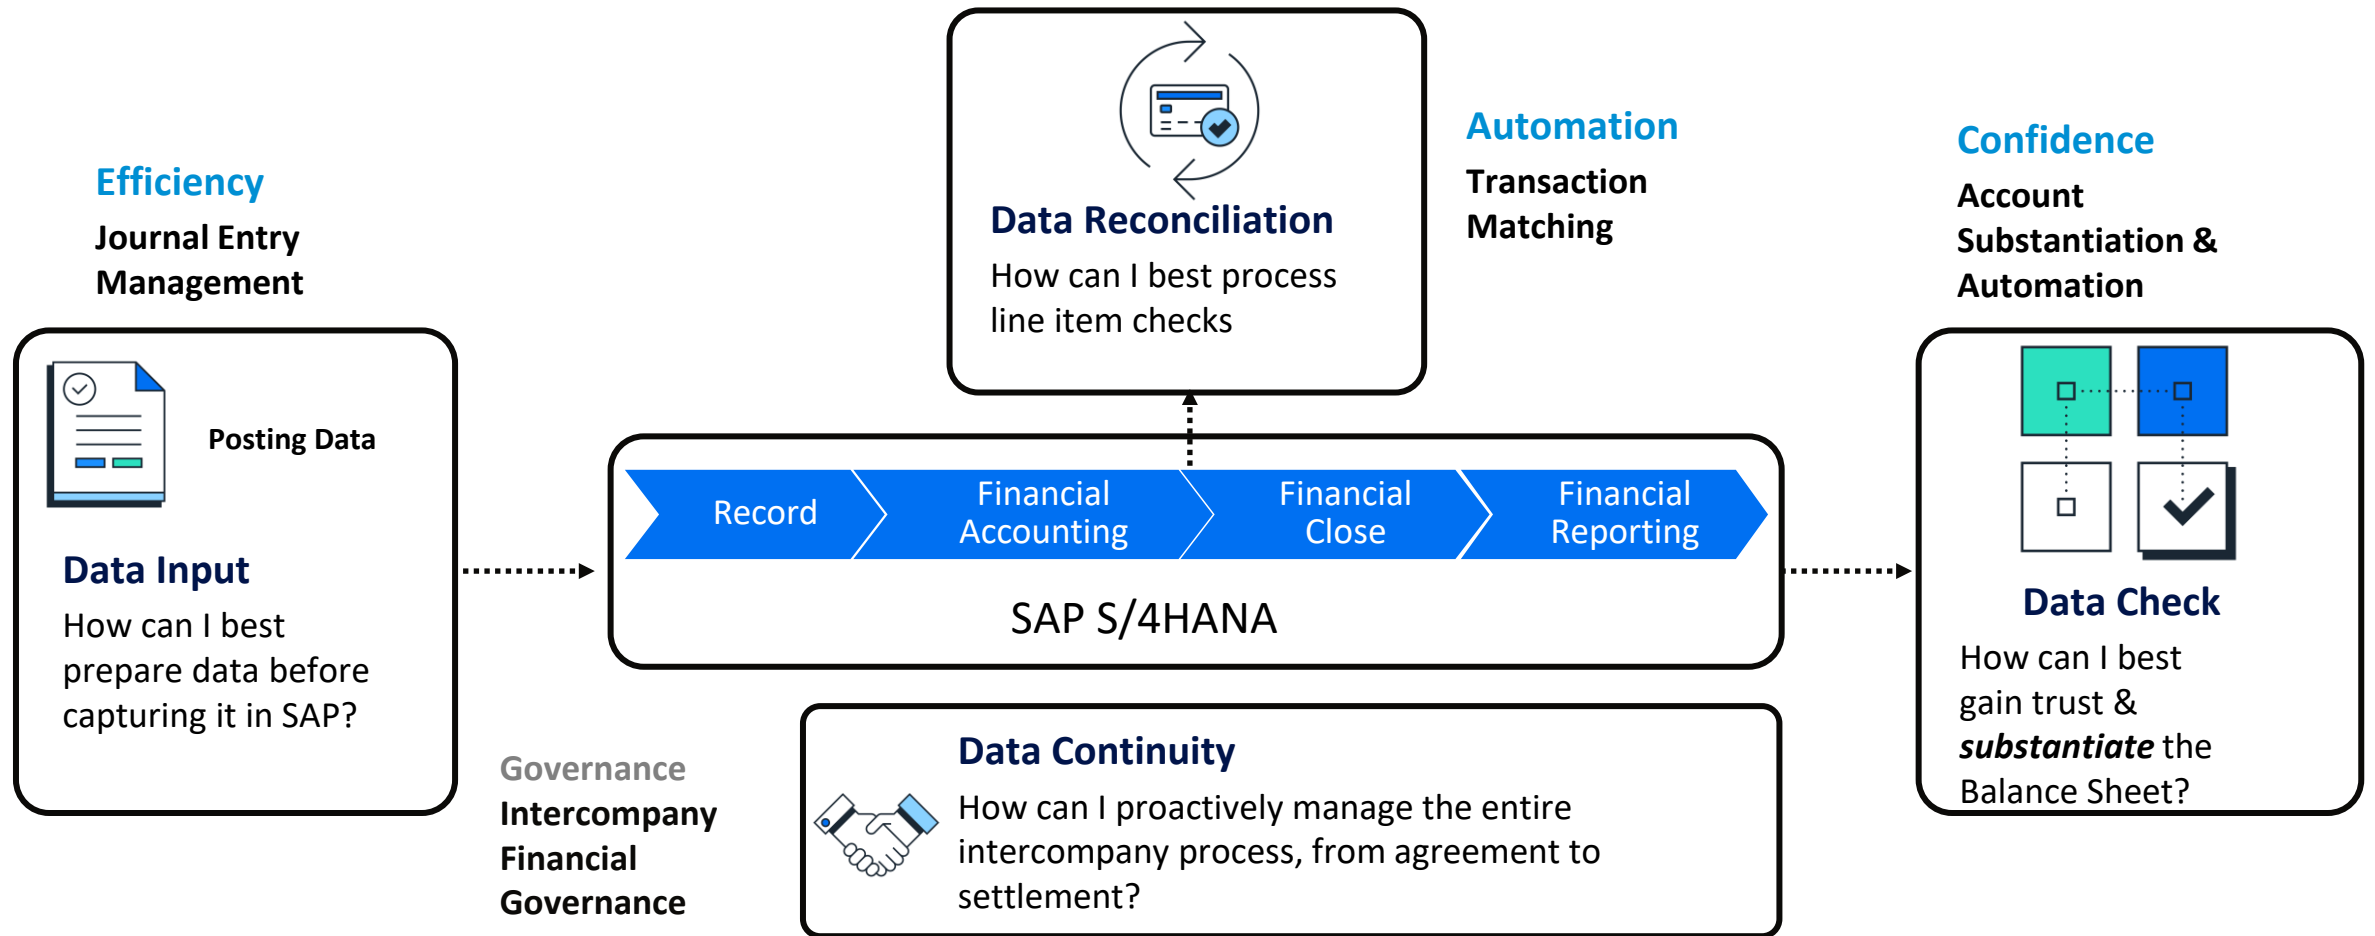 Efficiency
Journal Entry
Management
Posting Data
Data Input
How can I best
prepare data before
capturing it in SAP?
Data Reconciliation
How can I best process
line item checks
Automation
Transaction
Matching
Record
Financial
Accounting
Financial
Close
Financial
Reporting
SAP S/4HANA
Governance
Intercompany
Financial
Governance
Data Continuity
How can I proactively manage the entire
intercompany process, from agreement to
settlement?
Confidence
Account
Substantiation &
Automation
Data Check
How can I best
gain trust &
substantiate the
Balance Sheet?